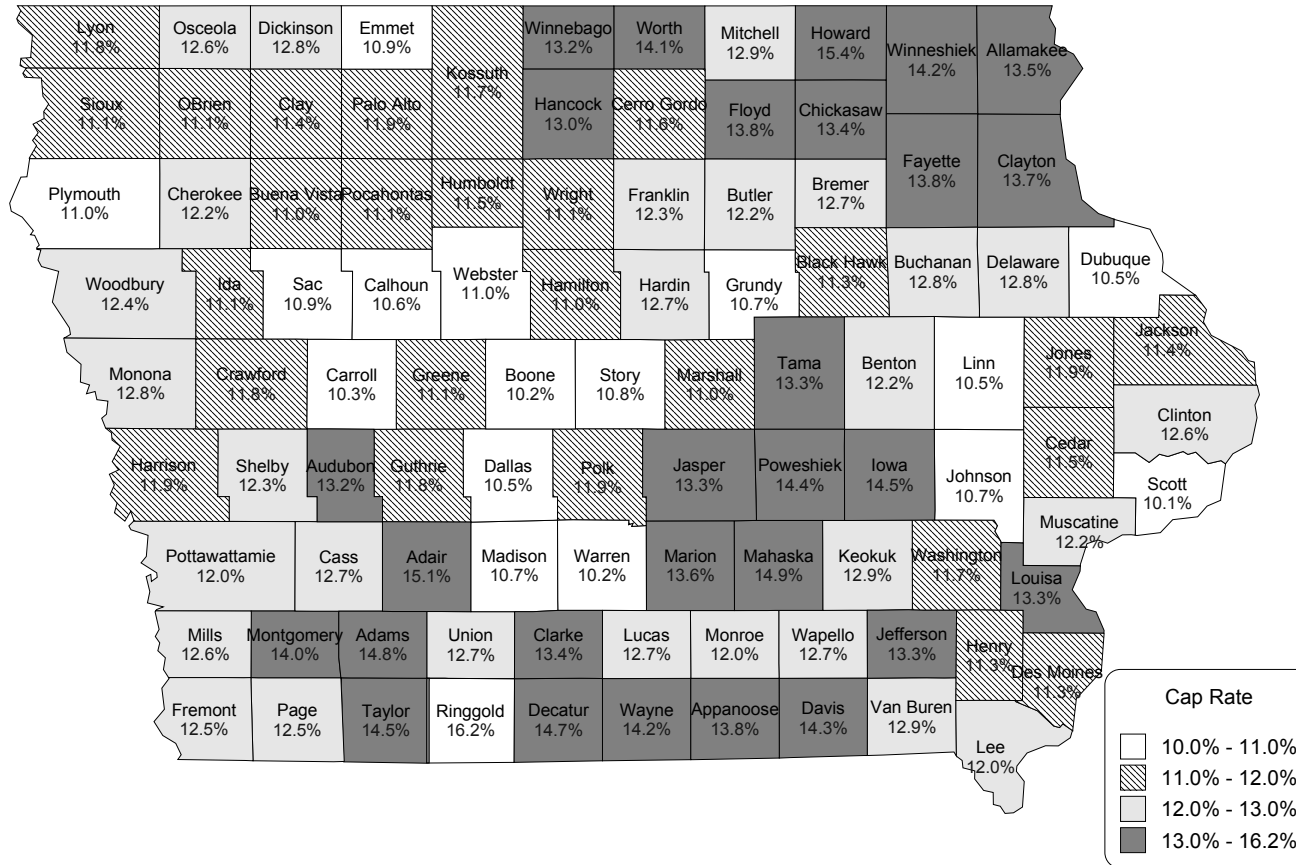 Lyon
11.8%
Osceola
12.6%
Dickinson
12.8%
Emmet
10.9%
Kossuth
11.7%
Winnebago
13.2%
Worth
14.1%
Mitchell
12.9%
Howard
15.4%
Winneshiek
14.2%
Allamakee
13.5%
Sioux
11.1%
OBrien
11.1%
Clay
11.4%
Palo Alto
11.9%
Hancock
13.0%
Cerro Gordo
11.6%
Floyd
13.8%
Chickasaw
13.4%
Fayette
13.8%
Clayton
13.7%
Plymouth
11.0%
Cherokee
12.2%
Buena Vista
11.0%
Pocahontas
11.1%
Humboldt
11.5%
Wright
11.1%
Franklin
12.3%
Butler
12.2%
Bremer
12.7%
Woodbury
12.4%
Ida
11.1%
Sac
10.9%
Calhoun
10.6%
Webster
11.0%
Hamilton
11.0%
Hardin
12.7%
Grundy
10.7%
Black Hawk
11.3%
Buchanan
12.8%
Delaware
12.8%
Dubuque
10.5%
Monona
12.8%
Crawford
11.8%
Carroll
10.3%
Greene
11.1%
Boone
10.2%
Story
10.8%
Marshall
11.0%
Tama
13.3%
Benton
12.2%
Linn
10.5%
Jones
11.9%
Jackson
11.4%
Clinton
12.6%
Harrison
11.9%
Shelby
12.3%
Audubon
13.2%
Guthrie
11.8%
Dallas
10.5%
Polk
11.9%
Jasper
13.3%
Poweshiek
14.4%
Iowa
14.5%
Johnson
10.7%
Cedar
11.5%
Scott
10.1%
Muscatine
12.2%
Pottawattamie
12.0%
Cass
12.7%
Adair
15.1%
Madison
10.7%
Warren
10.2%
Marion
13.6%
Mahaska
14.9%
Keokuk
12.9%
Washington
11.7%
Louisa
13.3%
Mills
12.6%
Montgomery
14.0%
Adams
14.8%
Union
12.7%
Clarke
13.4%
Lucas
12.7%
Monroe
12.0%
Wapello
12.7%
Jefferson
13.3%
Henry
11.3%
Des Moines
11.3%
Fremont
12.5%
Page
12.5%
Taylor
14.5%
Ringgold
16.2%
Decatur
14.7%
Wayne
14.2%
Appanoose
13.8%
Davis
14.3%
Van Buren
12.9%
Lee
12.0%
Cap Rate
10.0% - 11.0%
11.0% - 12.0%
12.0% - 13.0%
13.0% - 16.2%